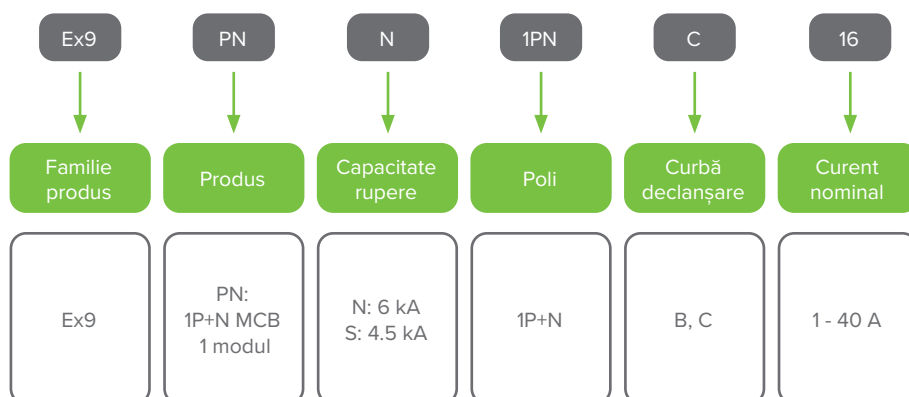 Ex9
PN
N
1PN
C
16
Familie
produs
Produs
Capacitate
rupere
Poli
Curbă
declanșare
Curent
nominal
Ex9
PN:
1P+N MCB
1 modul
N: 6 kA
S: 4.5 kA
1P+N
B, C
1 - 40 A